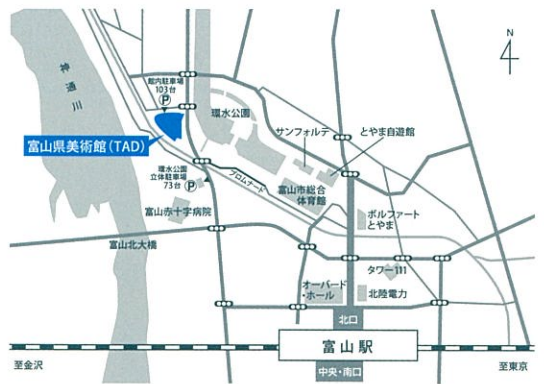 N
館内駐車場
103台
P
神通川
環水公園
サンフォルテ
とやま自遊館
富山県美術館(TAD)
環水公園
立体駐車場
73台
P
プロムナード
富山市総合
体育館
富山赤十字病院
ボルファート
とやま
富山北大橋
タワー111
オーバード
・ホール
北陸電力
北口
富山駅
至金沢
中央・南口
至東京